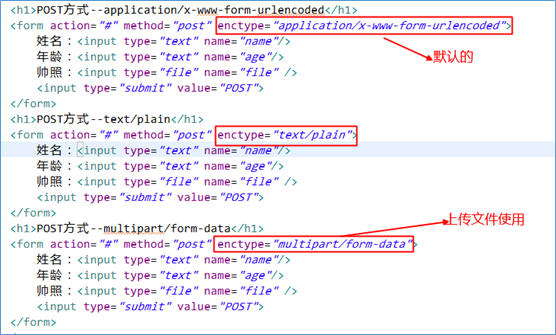 <h1>POST方式--application/x-www-form-urlencoded</h1>
<form action="#" method="post" enctype="application/x-www-form-urlencoded">
姓名：<input type="text" name="name"/>
默认的
年龄：<input type="text" name="age"/>
帅照：<input type="file" name="file" />
<input type="submit" value="POST">
</form>
<h1>POST方式--text/plain</h1>
<form action="#" method="post" enctype="text/plain">
姓名：<input type="text" name="name"/>
年龄：<input type="text" name="age"/>
帅照：<input type="file" name="file" />
<input type="submit" value="POST">
</form>
上传文件使用
<h1>POST方式--multipart/form-data</h1>
<form action="#" method="post" enctype="multipart/form-data">
姓名：<input type="text" name="name"/>
年龄：<input type="text" name="age"/>
帅照：<input type="file" name="file" />
<input type="submit" value="POST">
</form>